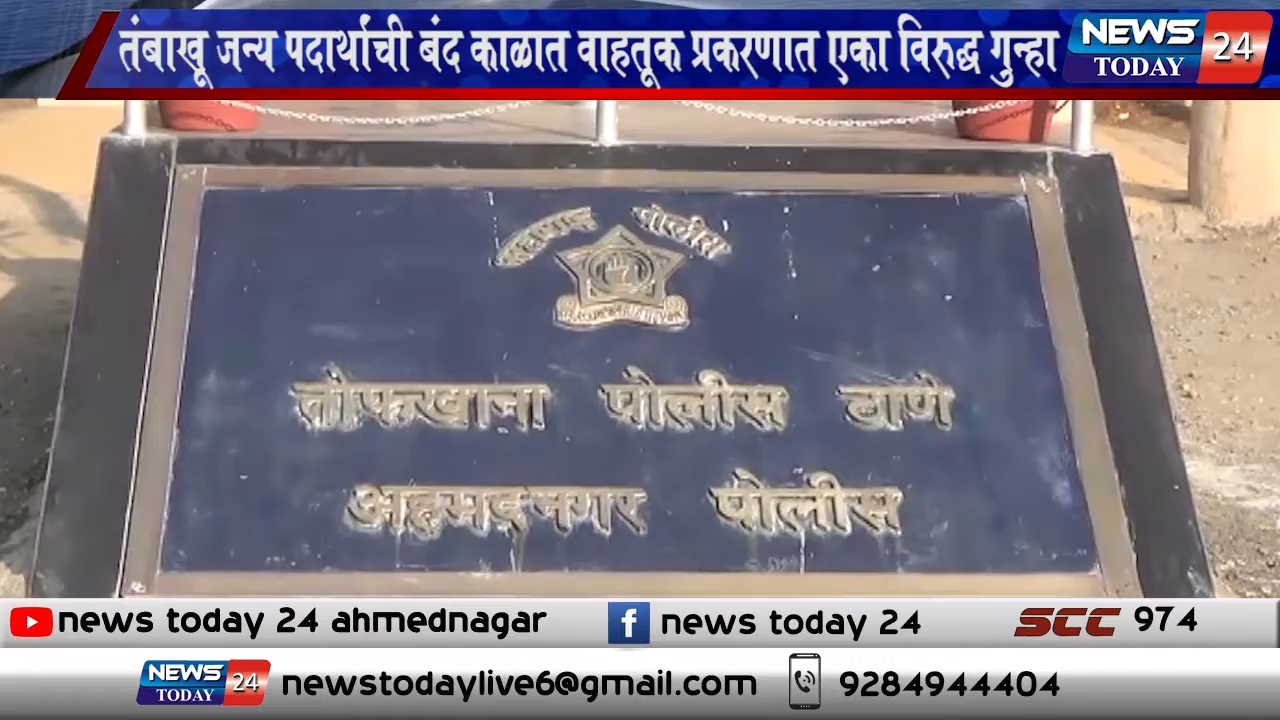 तंबाखू जन्य पदार्थाची बंद काळात वाहतूक प्रकरणात एका विरुद्ध गुन्हा
NEWS
TODAY
24
पोलीस
तोफखाना पोलीस ठाणे
अहमदनगर पोलीस
news today 24 ahmednagar
f news today 24
SCC 974
NEWS
TODAY
24
newstodaylive6@gmail.com
9284944404